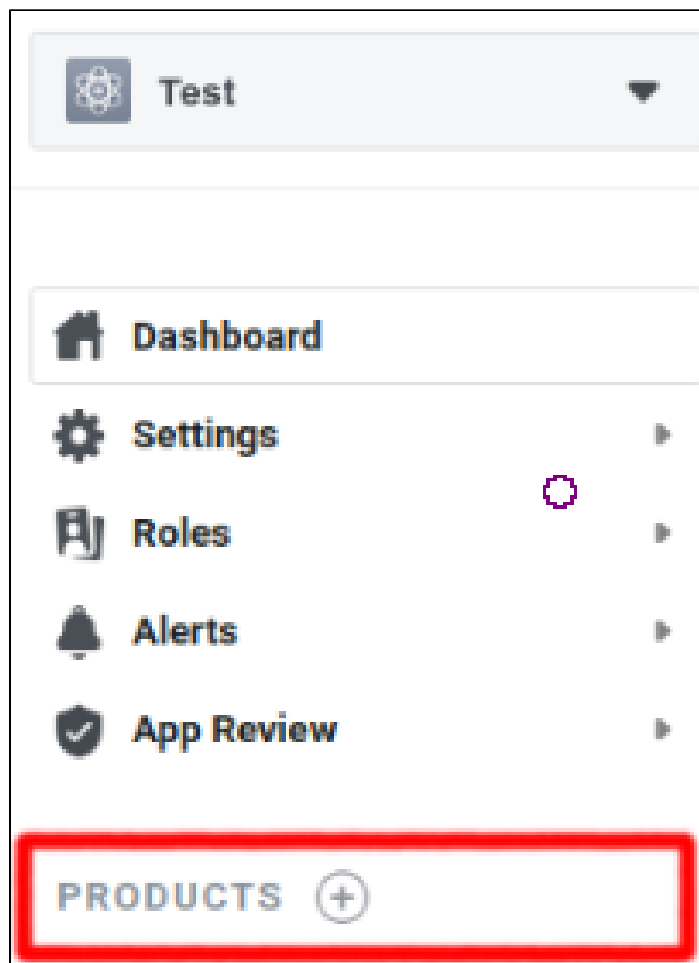 Test
Dashboard
Settings
Roles
Alerts
App Review
PRODUCTS